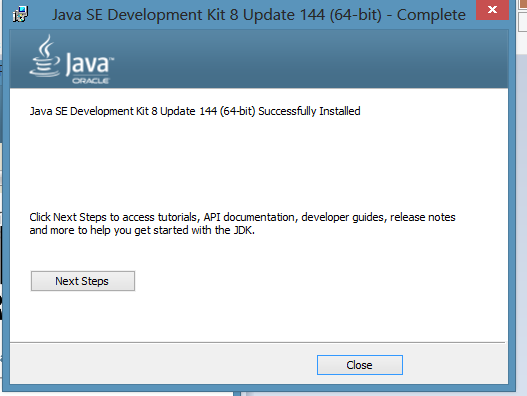 Java SE Development Kit 8 Update 144 (64-bit) - Complete
Java
ORACLE
Java SE Development Kit 8 Update 144 (64-bit) Successfully Installed
Click Next Steps to access tutorials, API documentation, developer guides, release notes
and more to help you get started with the JDK.
Next Steps
Close